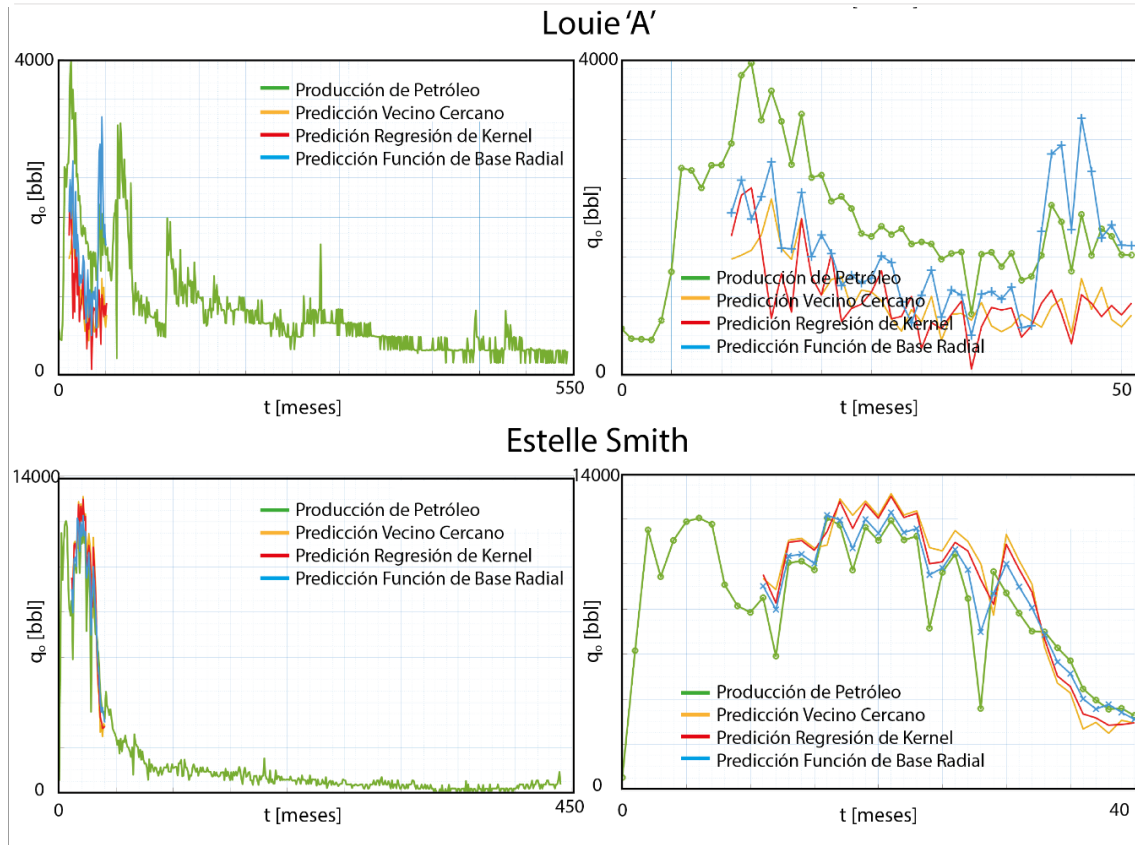 Louie 'A'
4000
Producción de Petróleo
Predicción Vecino Cercano
Predición Regresión de Kernel
Predicción Función de Base Radial
qₒ [bbl]
0
0
550
t [meses]
4000
qₒ [bbl]
Producción de Petróleo
Predicción Vecino Cercano
Predición Regresión de Kernel
Predicción Función de Base Radial
0
0
50
t [meses]
Estelle Smith
14000
Producción de Petróleo
Predicción Vecino Cercano
Predición Regresión de Kernel
Predicción Función de Base Radial
qₒ [bbl]
0
0
450
t [meses]
14000
qₒ [bbl]
Producción de Petróleo
Predicción Vecino Cercano
Predición Regresión de Kernel
Predicción Función de Base Radial
0
0
40
t [meses]